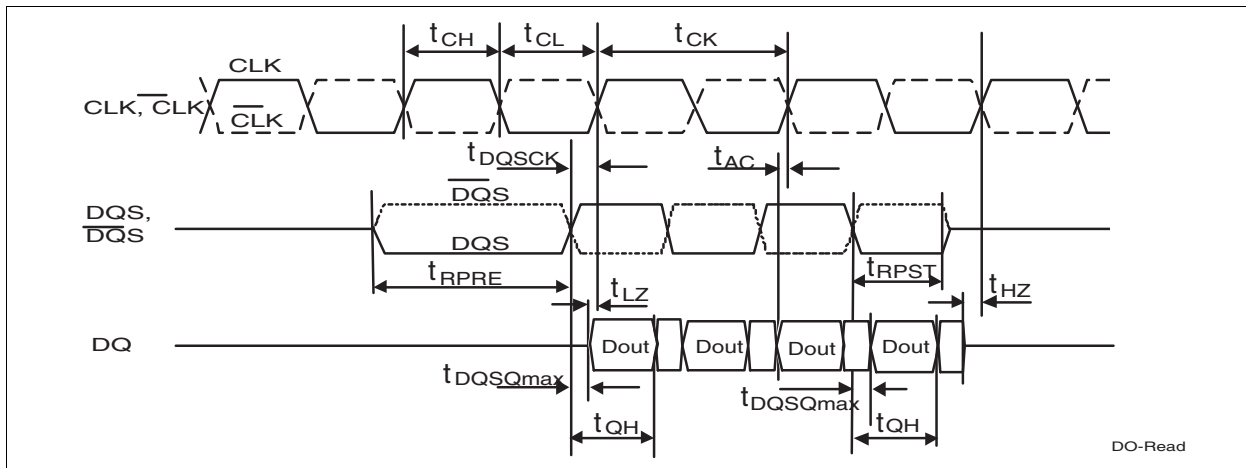 tCH tCL tCK
CLK
CLK, CLK
CLK
tDQSCK tAC
DQS
DQS,
DQS
DQS
tRPRE tRPST
tLZ tHZ
DQ Dout Dout Dout Dout
tDQSQmax tDQSQmax
tQH tQH
DO-Read